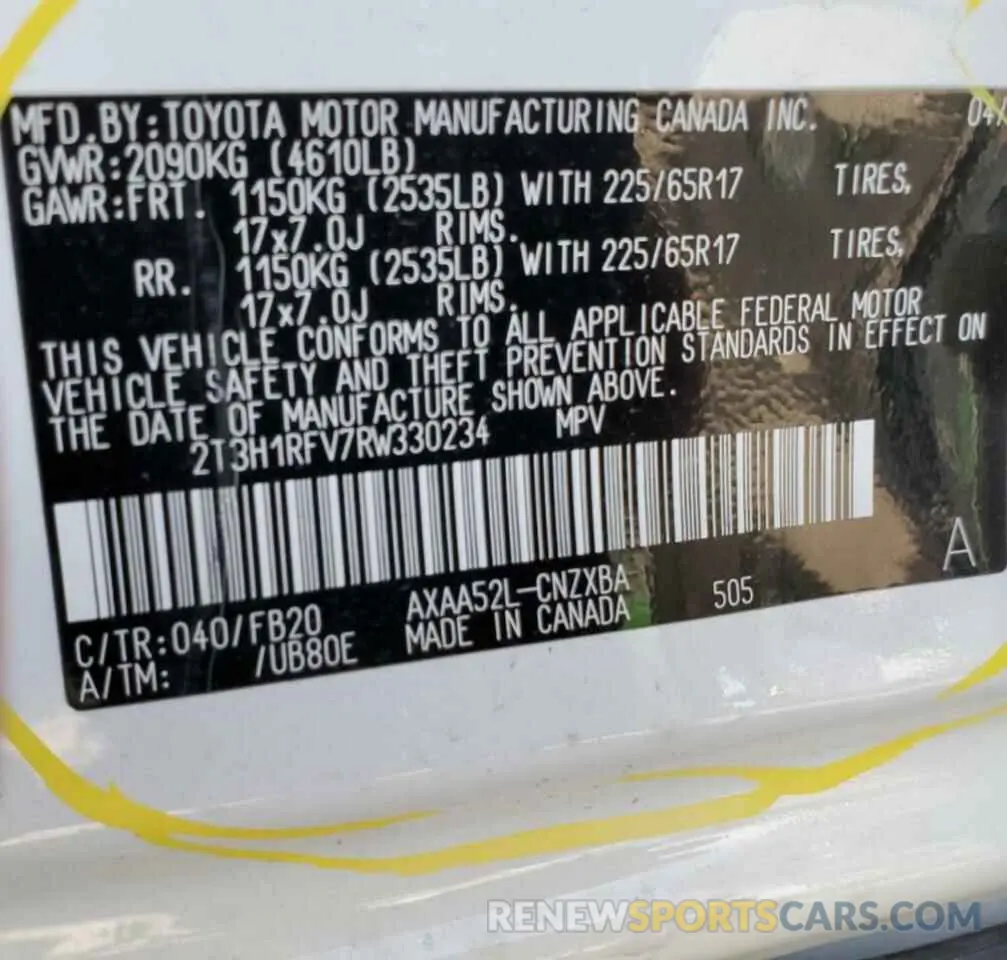 MFD.BY:TOYOTA MOTOR MANUFACTURING CANADA INC. 04/
GVWR:2090KG (4610LB)
GAWR:FRT. 1150KG (2535LB) WITH 225/65R17 TIRES,
17x7.0J RIMS.
RR. 1150KG (2535LB) WITH 225/65R17 TIRES,
17x7.0J RIMS.
THIS VEHICLE CONFORMS TO ALL APPLICABLE FEDERAL MOTOR
VEHICLE SAFETY AND THEFT PREVENTION STANDARDS IN EFFECT ON
THE DATE OF MANUFACTURE SHOWN ABOVE.
2T3H1RFV7RW330234 MPV
A
C/TR:040/FB20 AXAA52L-CNZXBA 505
A/TM: /UB80E MADE IN CANADA
RENEWSPORTSCARS.COM